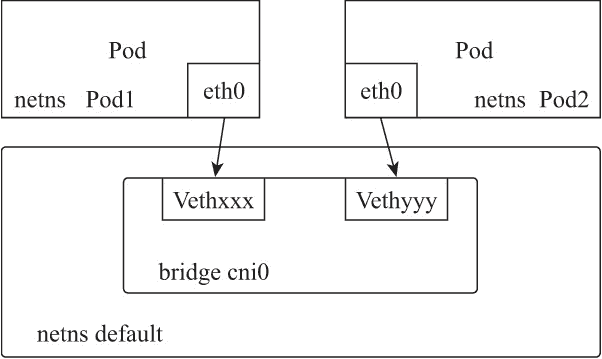 Pod
netns Pod1
eth0
Pod
eth0
netns Pod2
Vethxxx
Vethyyy
bridge cni0
netns default